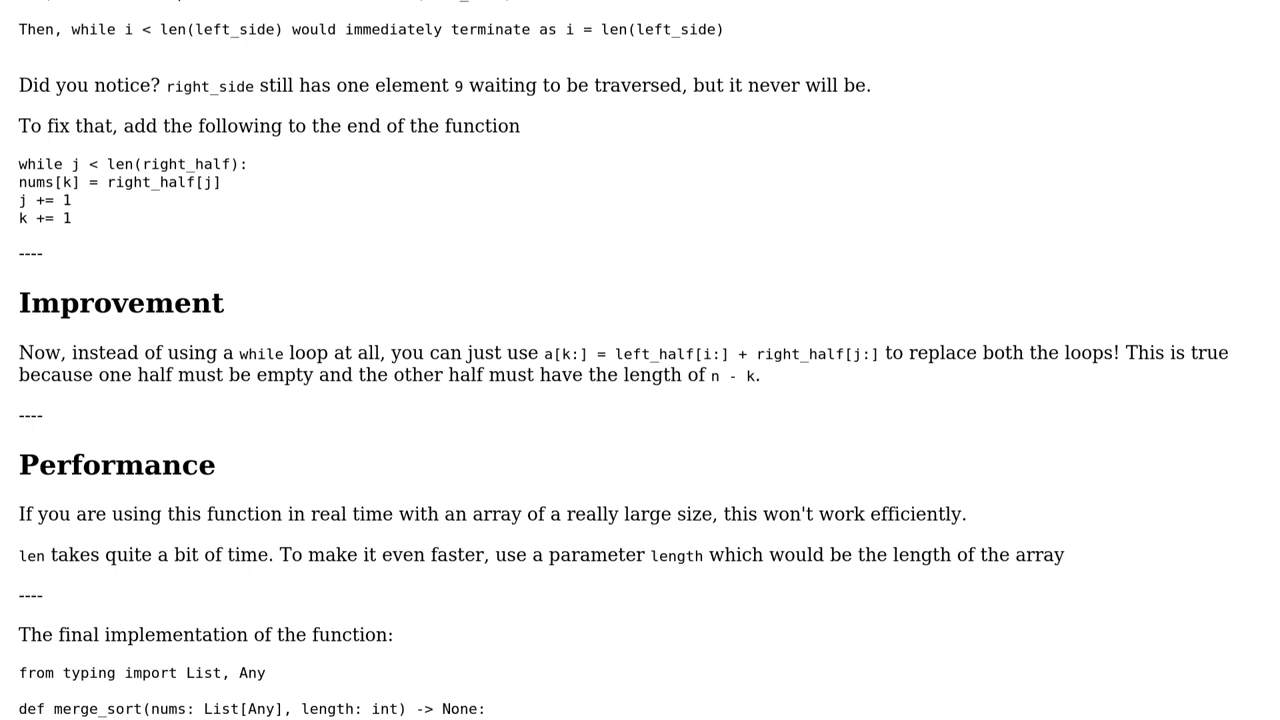 Then, while i < len(left_side) would immediately terminate as i = len(left_side)
Did you notice? right_side still has one element 9 waiting to be traversed, but it never will be.
To fix that, add the following to the end of the function
while j < len(right_half):
nums[k] = right_half[j]
j += 1
k += 1
----
Improvement
Now, instead of using a while loop at all, you can just use a[k:] = left_half[i:] + right_half[j:] to replace both the loops! This is true
because one half must be empty and the other half must have the length of n - k.
----
Performance
If you are using this function in real time with an array of a really large size, this won't work efficiently.
len takes quite a bit of time. To make it even faster, use a parameter length which would be the length of the array
----
The final implementation of the function:
from typing import List, Any
def merge_sort(nums: List[Any], length: int) -> None: